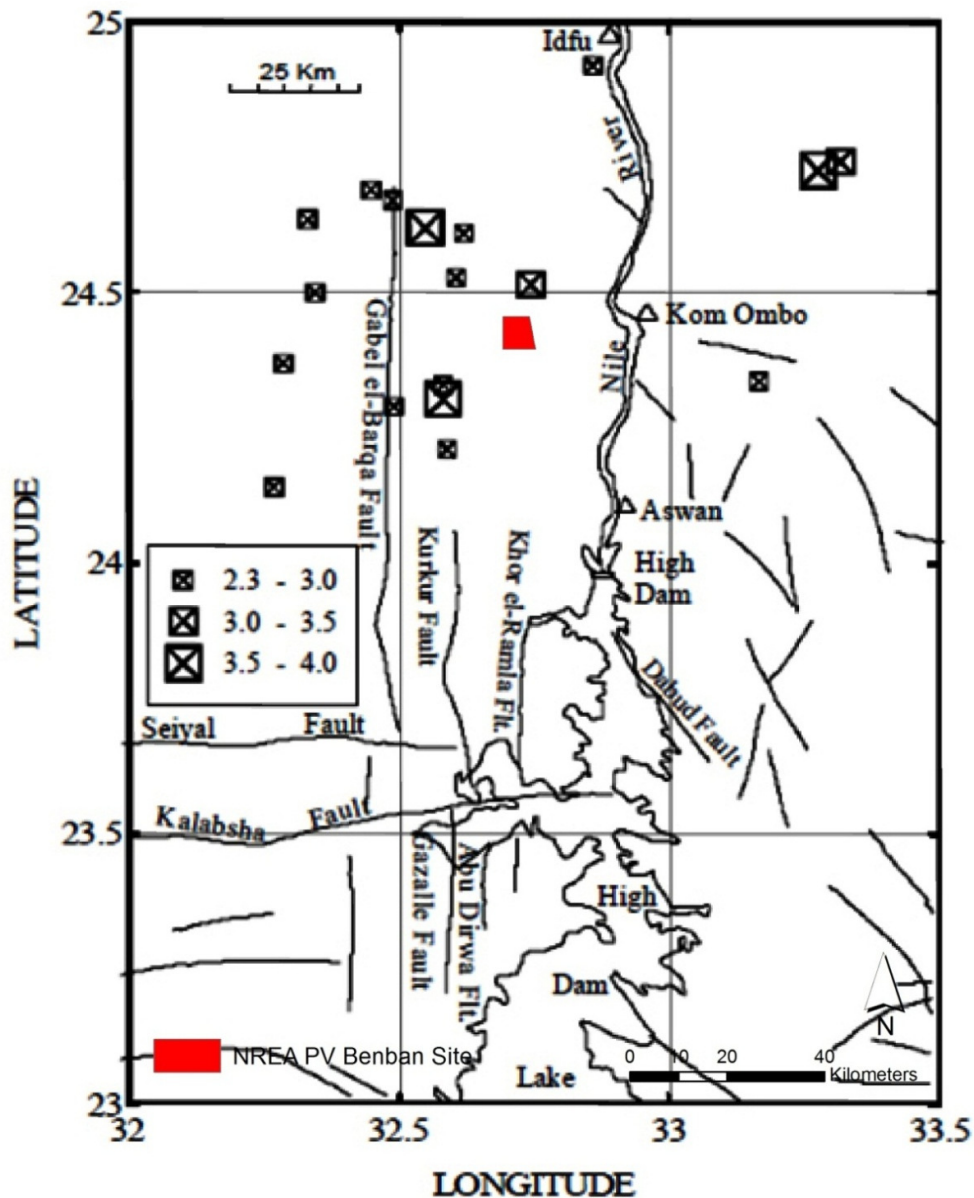 25
Idfu
25 Km
River
24.5
Kom Ombo
Nile
Gabel el-Barqa Fault
Aswan
Kurkur Fault
Khor el-Ramla Flt.
24
High
Dam
2.3 - 3.0
3.0 - 3.5
3.5 - 4.0
LATITUDE
Dabud Fault
Seiyal Fault
Kalabsha Fault
23.5
Gazalle Fault
Abu Dirwa Flt.
High
Dam
Lake
N
NREA PV Benban Site
0 10 20 40
Kilometers
23
32 32.5 33 33.5
LONGITUDE